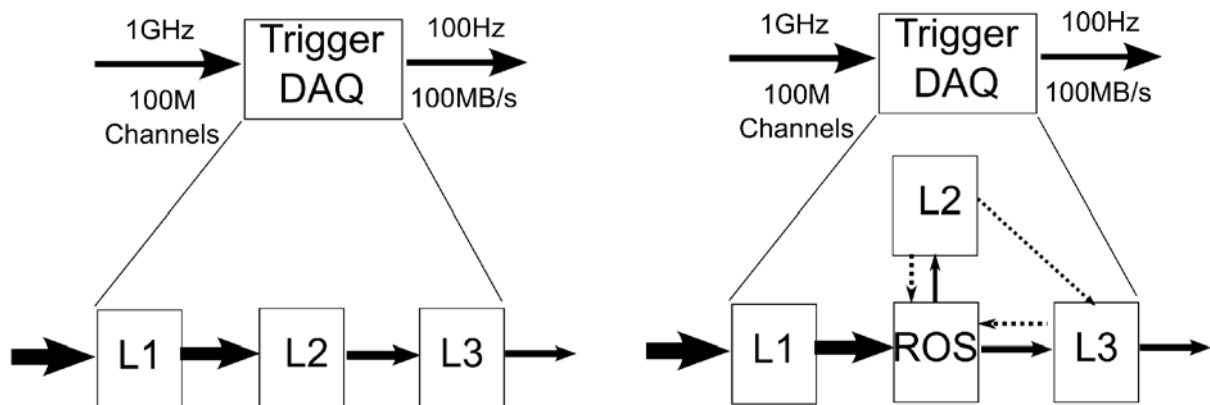 1GHz
100M
Channels
Trigger
DAQ
100Hz
100MB/s
L1
L2
L3
1GHz
100M
Channels
Trigger
DAQ
100Hz
100MB/s
L2
L1
ROS
L3